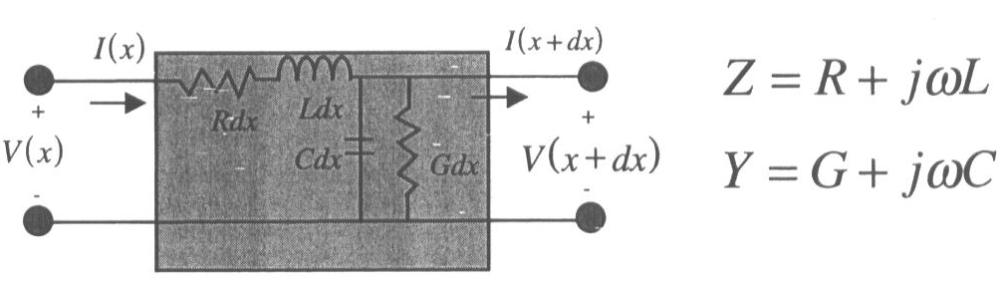 I(x)
I(x+dx)
Z = R + jωL
Rdx
Ldx
+
+
V(x)
Cdx
Gdx
V(x+dx)
Y = G + jωC
-
-